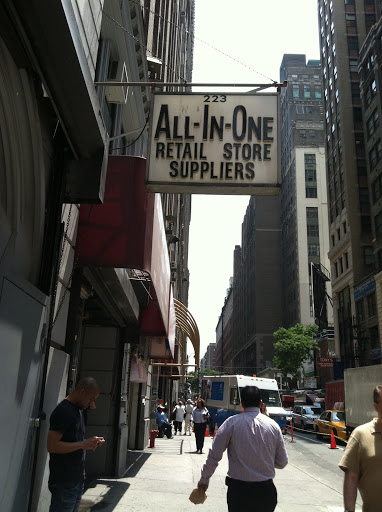 223
ALL-IN-ONE
RETAIL STORE
SUPPLIERS